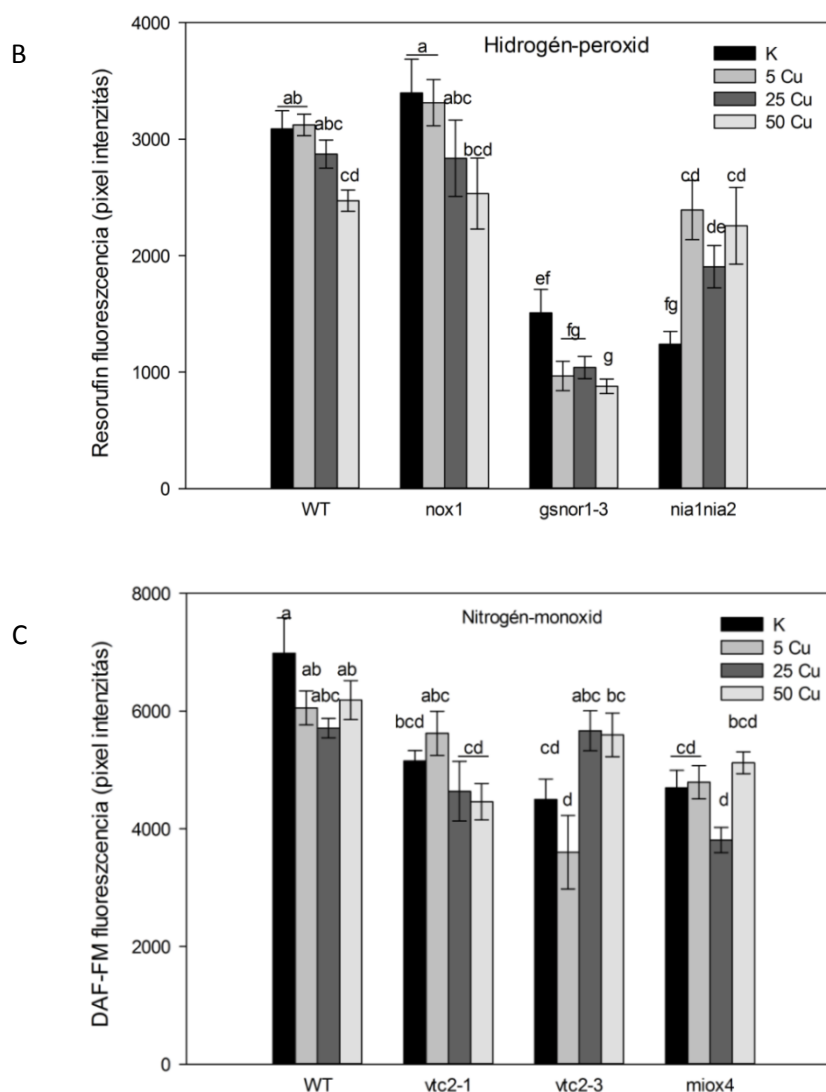 B
Hidrogén-peroxid
K
5 Cu
25 Cu
50 Cu
Resorufin fluoreszcencia (pixel intenzitás)
4000
3000
2000
1000
0
ab
abc
cd
a
abc
bcd
ef
fg
g
fg
cd
de
cd
WT
nox1
gsnor1-3
nia1nia2
C
Nitrogén-monoxid
K
5 Cu
25 Cu
50 Cu
DAF-FM fluoreszcencia (pixel intenzitás)
8000
6000
4000
2000
0
a
ab
abc
ab
bcd
abc
cd
cd
d
abc
bc
cd
d
bcd
WT
vtc2-1
vtc2-3
miox4